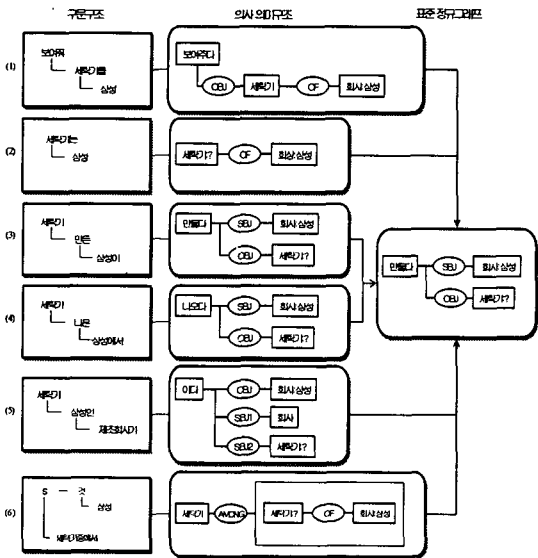 구문구조 의사 의미구조 표준 정규그래프
(1)
보여줘
세탁기를
삼성
보여주다
OBJ
세탁기
OF
회사:삼성
(2)
세탁기는
삼성
세탁기?
OF
회상:삼성
(3)
세탁기
만든
삼성이
만들다
SBJ
회사:삼성
OBJ
세탁기?
만들다
SBJ
회사:삼성
OBJ
세탁기?
(4)
세탁기
나온
삼성에서
나오다
SBJ
회사:삼성
OBJ
세탁기?
(5)
세탁기
삼성인
제조회사가
이다
OBJ
회사:삼성
SBJ1
회사
SBJ2
세탁기?
(6)
S 것
삼성
세탁기중에서
세탁기
AMONG
세탁기?
OF
회사:삼성